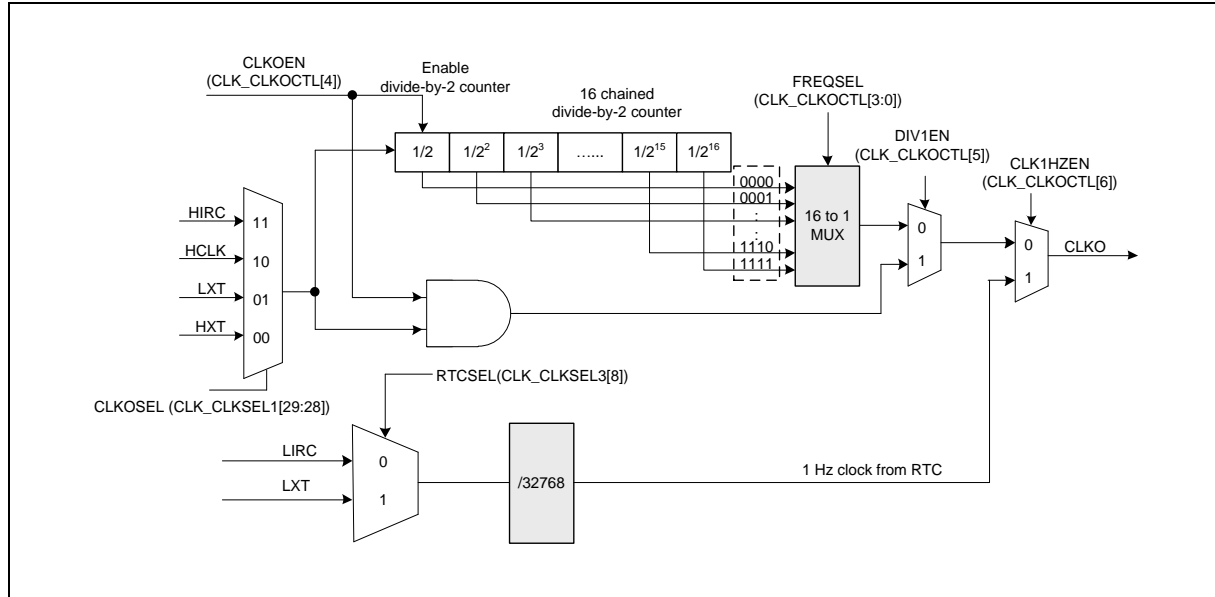 CLKOEN
(CLK_CLKOCTL[4])
Enable
divide-by-2 counter
16 chained
divide-by-2 counter
FREQSEL
(CLK_CLKOCTL[3:0])
DIV1EN
(CLK_CLKOCTL[5])
CLK1HZEN
(CLK_CLKOCTL[6])
1/2
1/2²
1/2³
…...
1/2¹⁵
1/2¹⁶
0000
0001
:
:
1110
1111
16 to 1
MUX
0
1
0
1
CLKO
HIRC
HCLK
LXT
HXT
11
10
01
00
CLKOSEL (CLK_CLKSEL1[29:28])
RTCSEL(CLK_CLKSEL3[8])
LIRC
LXT
0
1
/32768
1 Hz clock from RTC